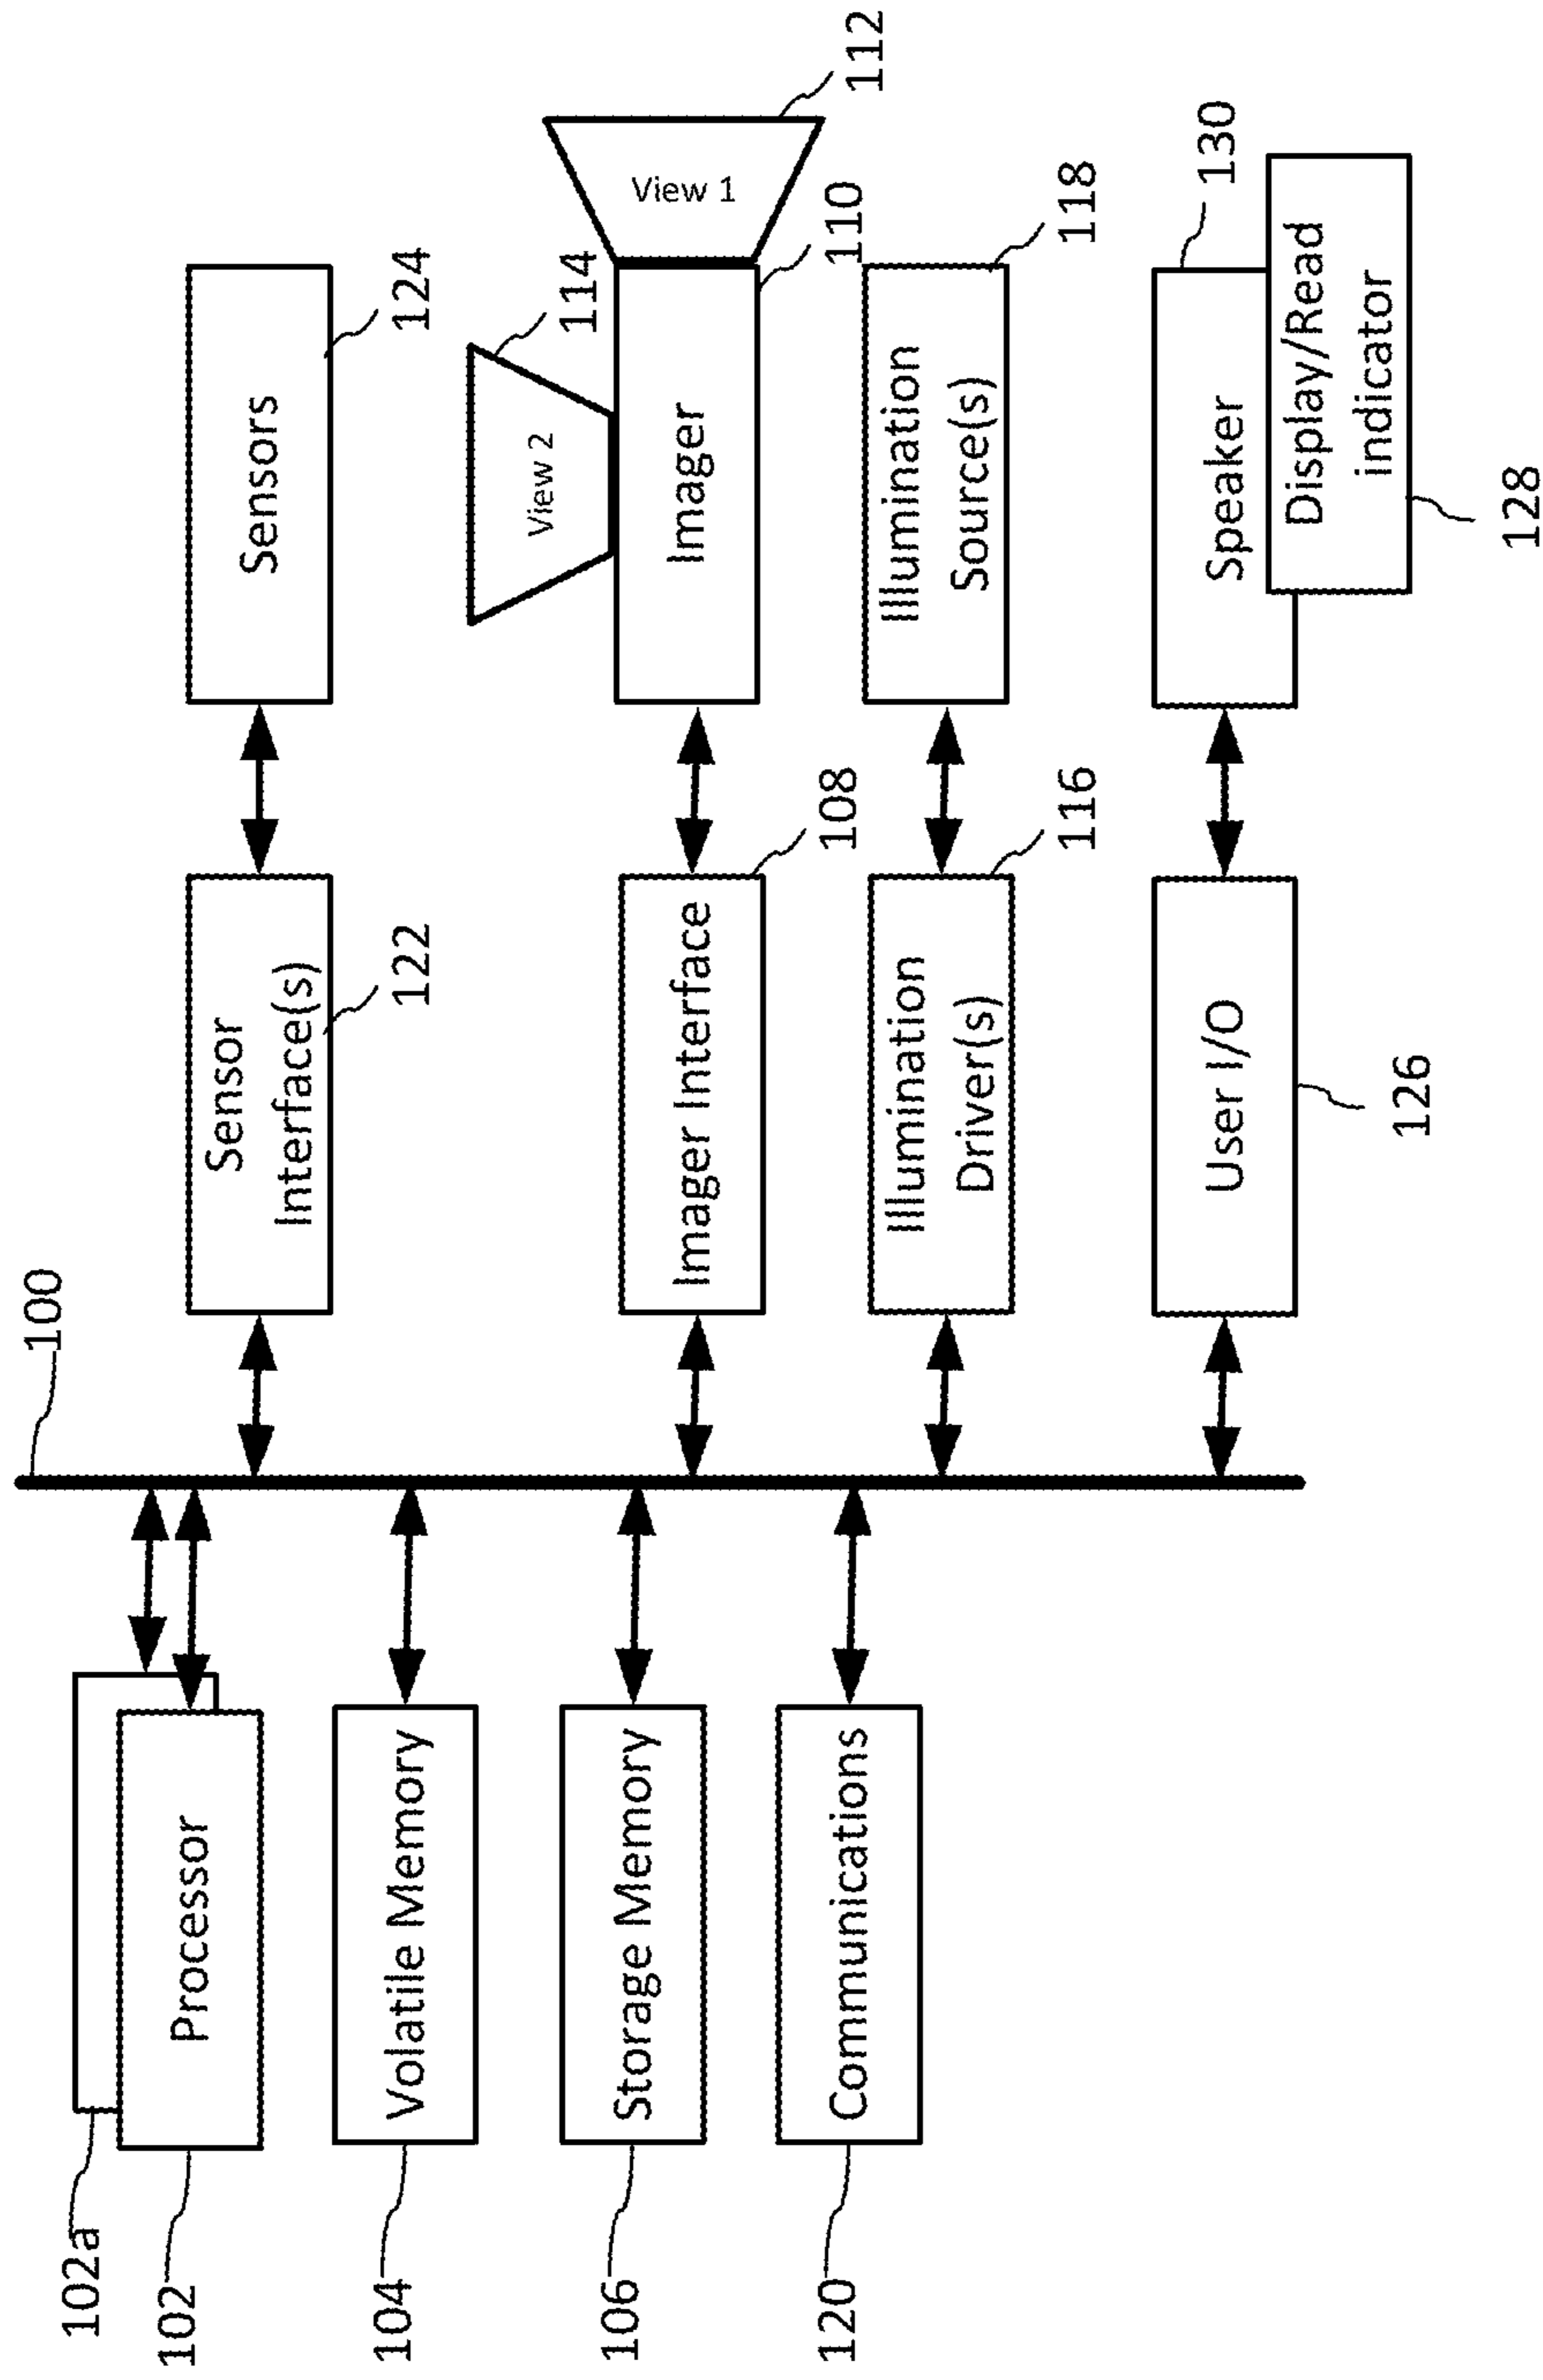 100
102a
102
Processor
104
Volatile Memory
106
Storage Memory
120
Communications
Sensor
Interface(s)
122
Sensors
124
Imager Interface
108
View 2
114
Imager
110
View 1
112
Illumination
Driver(s)
116
Illumination
Source(s)
118
User I/O
126
Speaker
130
Display/Read
indicator
128